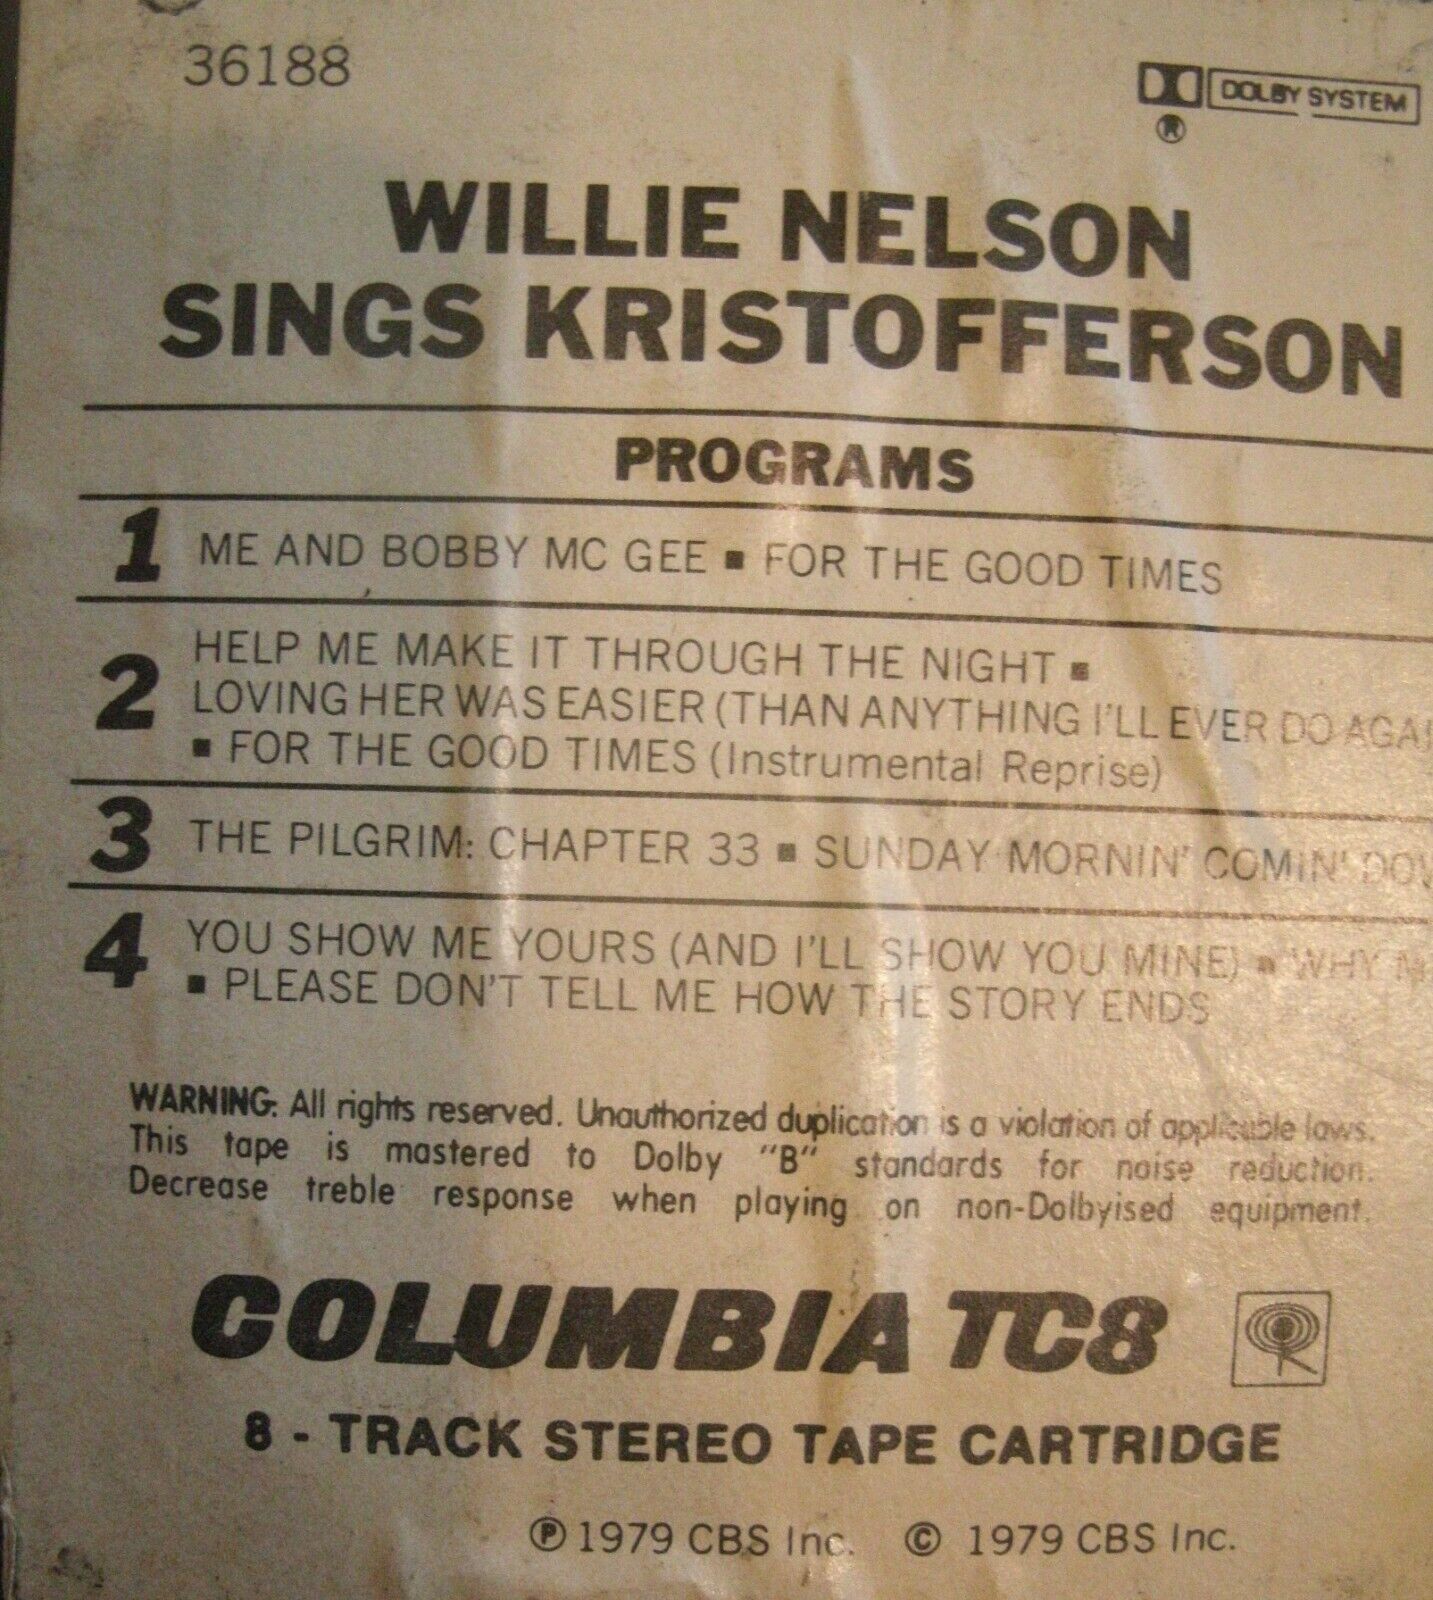 36188
DOLBY SYSTEM
®
WILLIE NELSON
SINGS KRISTOFFERSON
PROGRAMS
1 ME AND BOBBY MC GEE ▪ FOR THE GOOD TIMES
2 HELP ME MAKE IT THROUGH THE NIGHT ▪
LOVING HER WAS EASIER (THAN ANYTHING I'LL EVER DO AGAI
▪ FOR THE GOOD TIMES (Instrumental Reprise)
3 THE PILGRIM: CHAPTER 33 ▪ SUNDAY MORNIN' COMIN' DOW
4 YOU SHOW ME YOURS (AND I'LL SHOW YOU MINE) ▪ WHY M
▪ PLEASE DON'T TELL ME HOW THE STORY ENDS
WARNING: All rights reserved. Unauthorized duplication is a violation of applicable laws.
This tape is mastered to Dolby "B" standards for noise reduction.
Decrease treble response when playing on non-Dolbyised equipment.
COLUMBIA TC8
8 - TRACK STEREO TAPE CARTRIDGE
℗ 1979 CBS Inc. © 1979 CBS Inc.